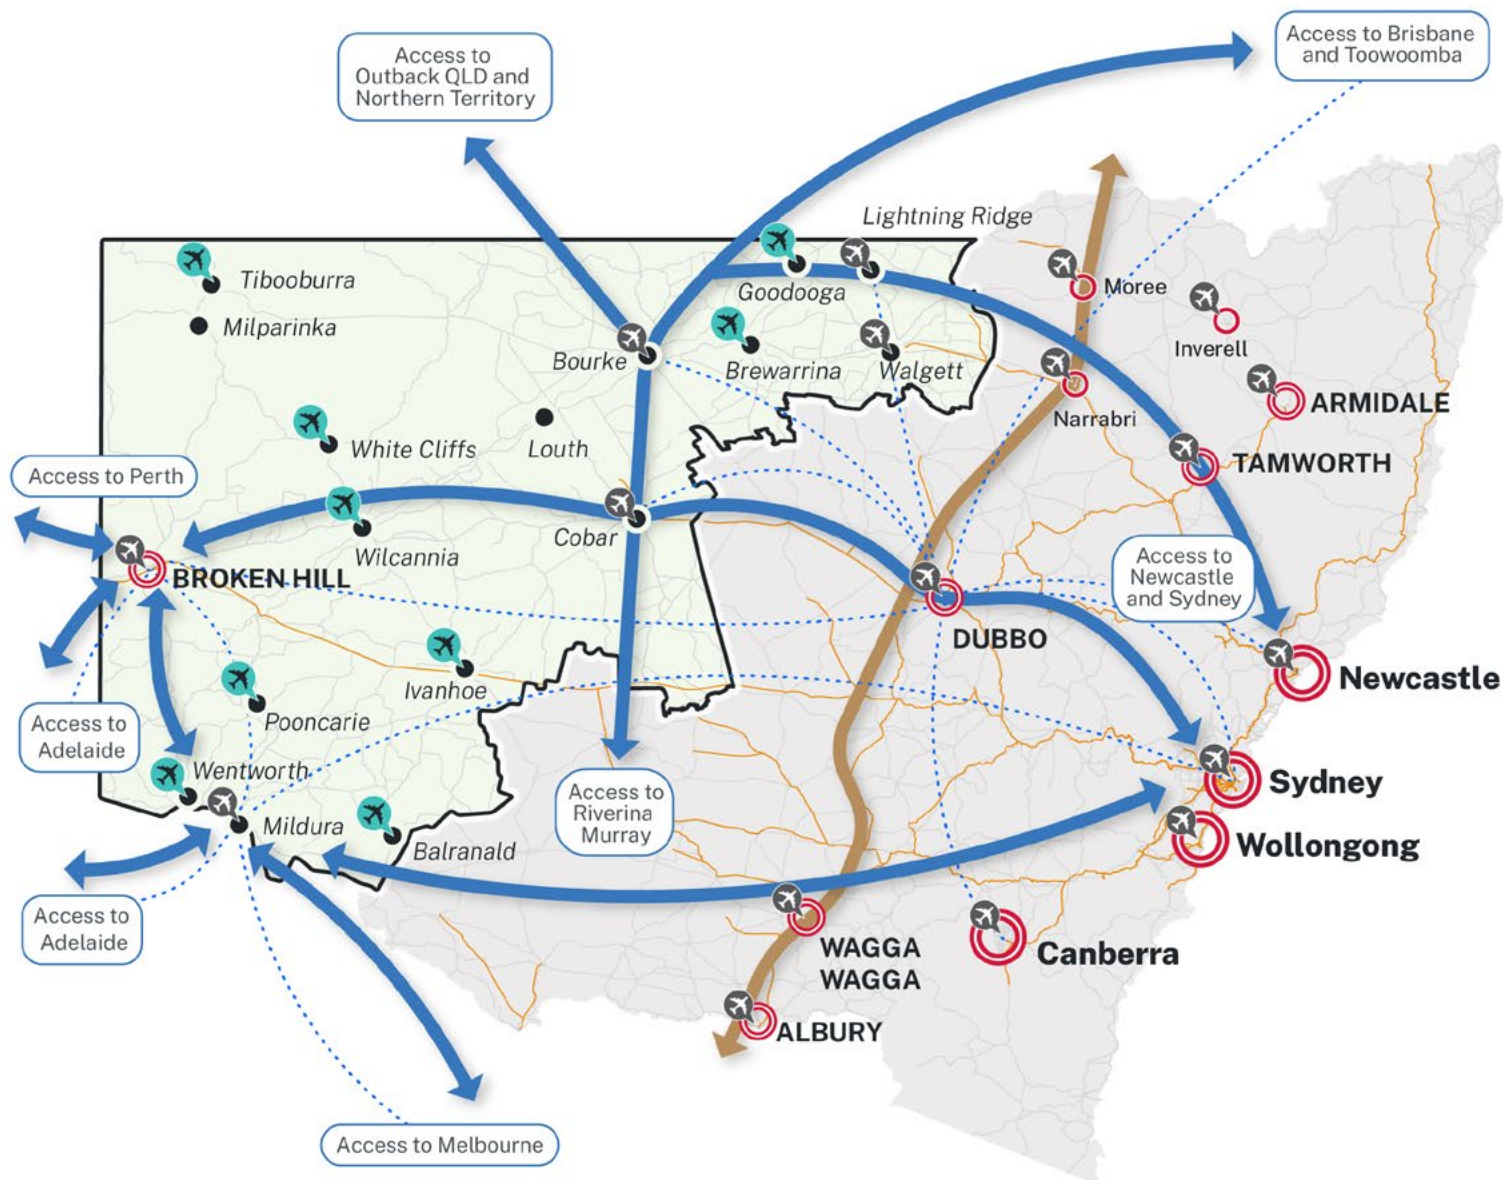 Access to
Outback QLD and
Northern Territory
Access to Brisbane
and Toowoomba
Lightning Ridge
Tibooburra
Goodooga
Moree
Milparinka
Inverell
Bourke
Brewarrina
Walgett
Narrabri
ARMIDALE
White Cliffs
Louth
TAMWORTH
Access to Perth
Cobar
Wilcannia
BROKEN HILL
Access to
Newcastle
and Sydney
DUBBO
Newcastle
Ivanhoe
Pooncarie
Access to
Adelaide
Wentworth
Sydney
Access to
Riverina
Murray
Mildura
Balranald
Wollongong
Access to
Adelaide
WAGGA
WAGGA
Canberra
ALBURY
Access to Melbourne